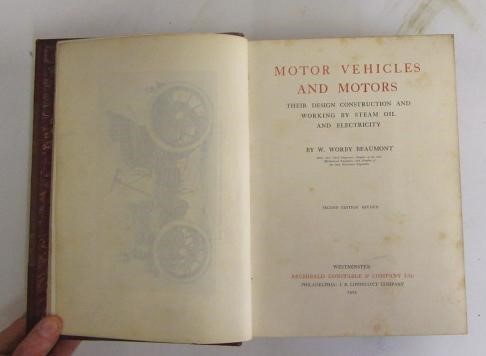 MOTOR VEHICLES
AND MOTORS
THEIR DESIGN CONSTRUCTION AND
WORKING BY STEAM OIL
AND ELECTRICITY
BY W. WORBY BEAUMONT
SECOND EDITION REVISED
WESTMINSTER
ARCHIBALD CONSTABLE & COMPANY Ltd
PHILADELPHIA: J. B. LIPPINCOTT COMPANY